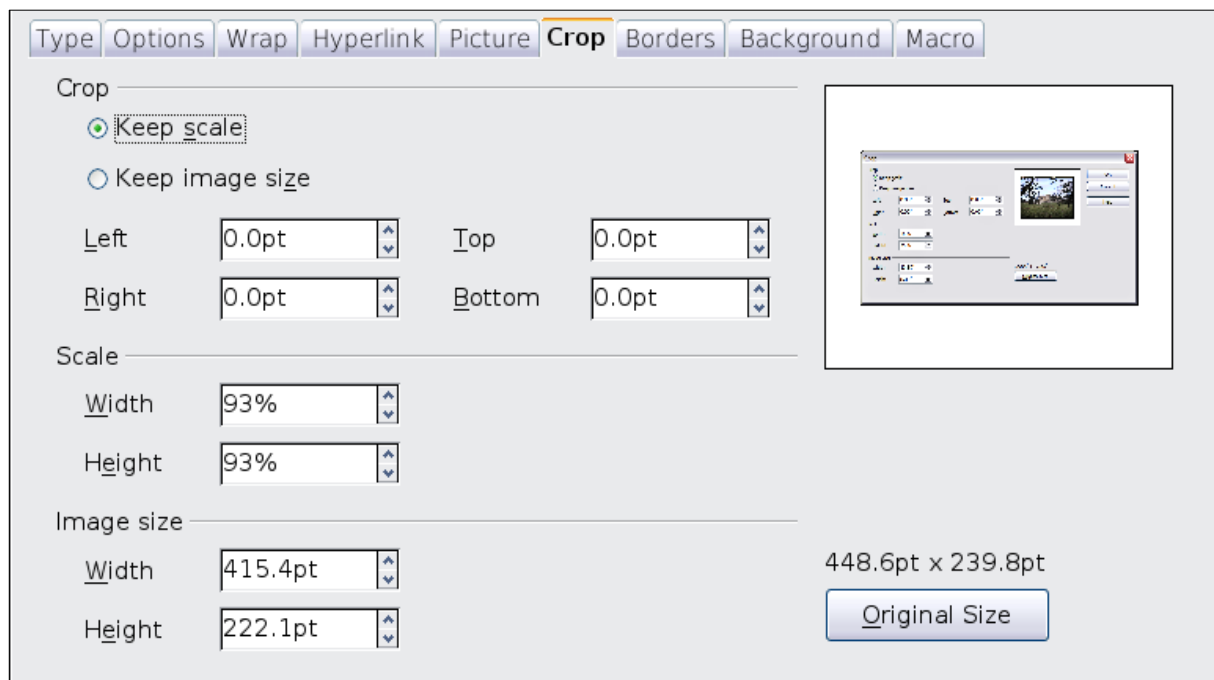 Type Options Wrap Hyperlink Picture Crop Borders Background Macro
Crop
Keep scale
Keep image size
Left 0.0pt Top 0.0pt
Right 0.0pt Bottom 0.0pt
Scale
Width 93%
Height 93%
Image size
Width 415.4pt
448.6pt x 239.8pt
Height 222.1pt
Original Size